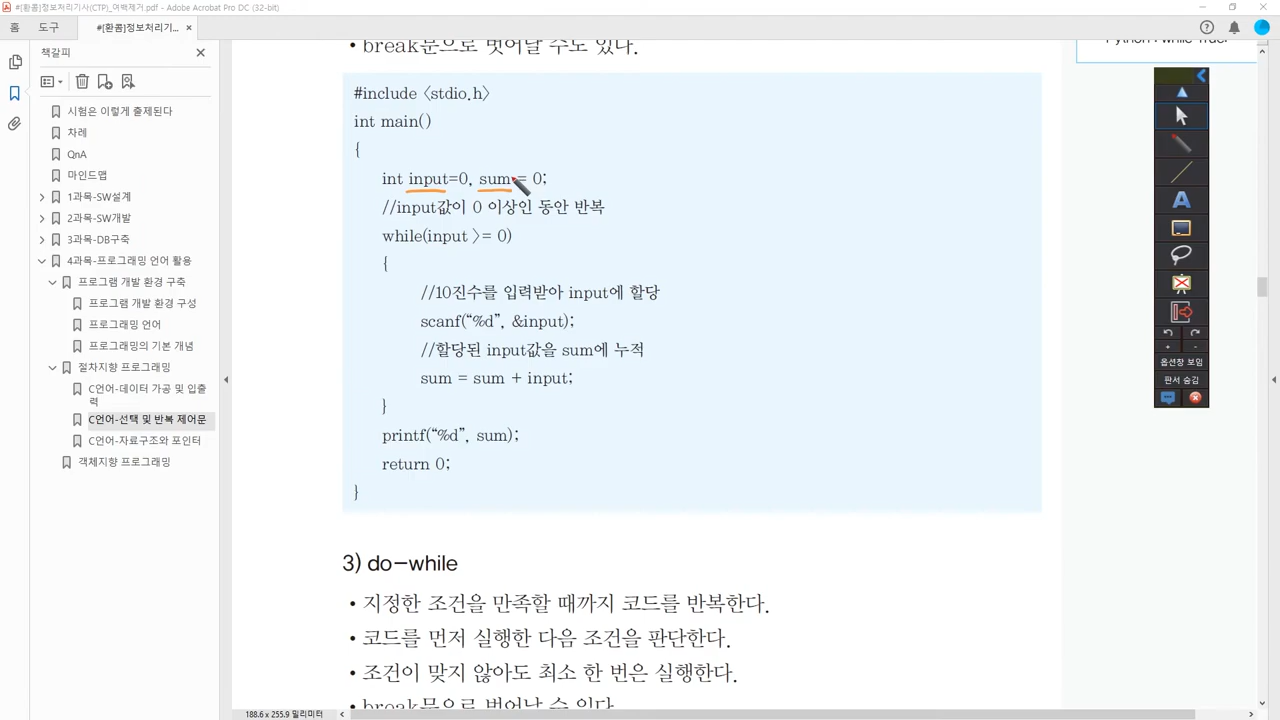 #[환콤]정보처리기사(CTP)_여백제거.pdf - Adobe Acrobat Pro DC (32-bit)
홈 도구 #[환콤]정보처리기... ×
책갈피
시험은 이렇게 출제된다
차례
QnA
마인드맵
1과목-SW설계
2과목-SW개발
3과목-DB구축
4과목-프로그래밍 언어 활용
프로그램 개발 환경 구축
프로그램 개발 환경 구성
프로그래밍 언어
프로그래밍의 기본 개념
절차지향 프로그래밍
C언어-데이터 가공 및 입출
력
C언어-선택 및 반복 제어문
C언어-자료구조와 포인터
객체지향 프로그래밍
• break문으로 벗어날 수도 있다.
#include 〈stdio.h〉
int main()
{
int input=0, sum = 0;
//input값이 0 이상인 동안 반복
while(input 〉= 0)
{
//10진수를 입력받아 input에 할당
scanf(“%d”, &input);
//할당된 input값을 sum에 누적
sum = sum + input;
}
printf(“%d”, sum);
return 0;
}
3) do-while
• 지정한 조건을 만족할 때까지 코드를 반복한다.
• 코드를 먼저 실행한 다음 조건을 판단한다.
• 조건이 맞지 않아도 최소 한 번은 실행한다.
• break문으로 벗어날 수 있다.
옵션창 보임
판서 숨김
188.6 x 255.9 밀리미터